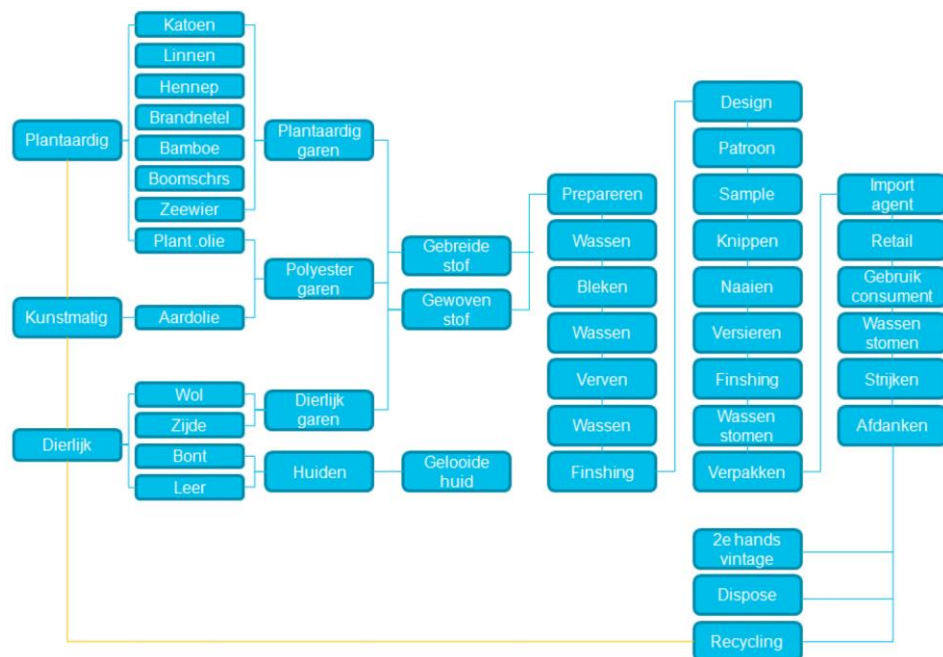 Plantaardig
Kunstmatig
Dierlijk
Katoen
Linnen
Hennep
Brandnetel
Bamboe
Boomschrs
Zeewier
Plant .olie
Aardolie
Wol
Zijde
Bont
Leer
Plantaardig
garen
Polyester
garen
Dierlijk
garen
Huiden
Gebreide
stof
Gewoven
stof
Gelooide
huid
Prepareren
Wassen
Bleken
Wassen
Verven
Wassen
Finshing
Design
Patroon
Sample
Knippen
Naaien
Versieren
Finshing
Wassen
stomen
Verpakken
Import
agent
Retail
Gebruik
consument
Wassen
stomen
Strijken
Afdanken
2e hands
vintage
Dispose
Recycling